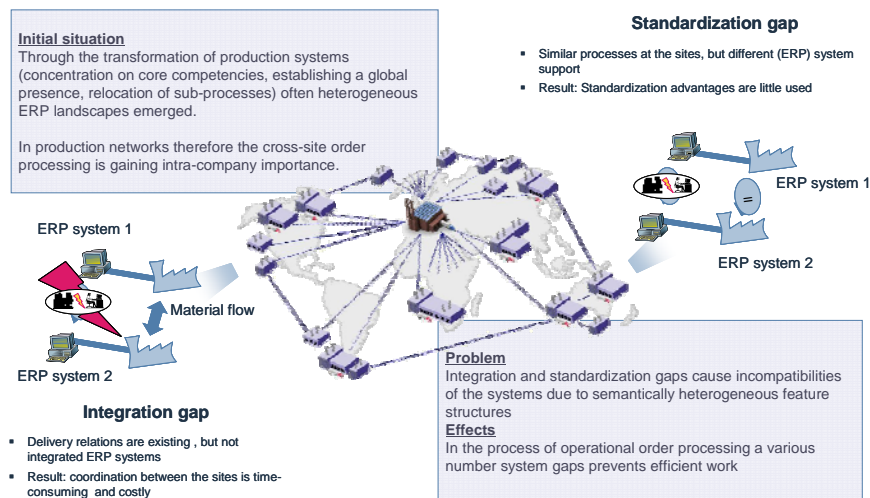 Initial situation
Through the transformation of production systems
(concentration on core competencies, establishing a global
presence, relocation of sub-processes) often heterogeneous
ERP landscapes emerged.
In production networks therefore the cross-site order
processing is gaining intra-company importance.
Standardization gap
▪ Similar processes at the sites, but different (ERP) system
support
▪ Result: Standardization advantages are little used
ERP system 1
=
ERP system 2
ERP system 1
Material flow
ERP system 2
Integration gap
▪ Delivery relations are existing , but not
integrated ERP systems
▪ Result: coordination between the sites is time-
consuming and costly
Problem
Integration and standardization gaps cause incompatibilities
of the systems due to semantically heterogeneous feature
structures
Effects
In the process of operational order processing a various
number system gaps prevents efficient work